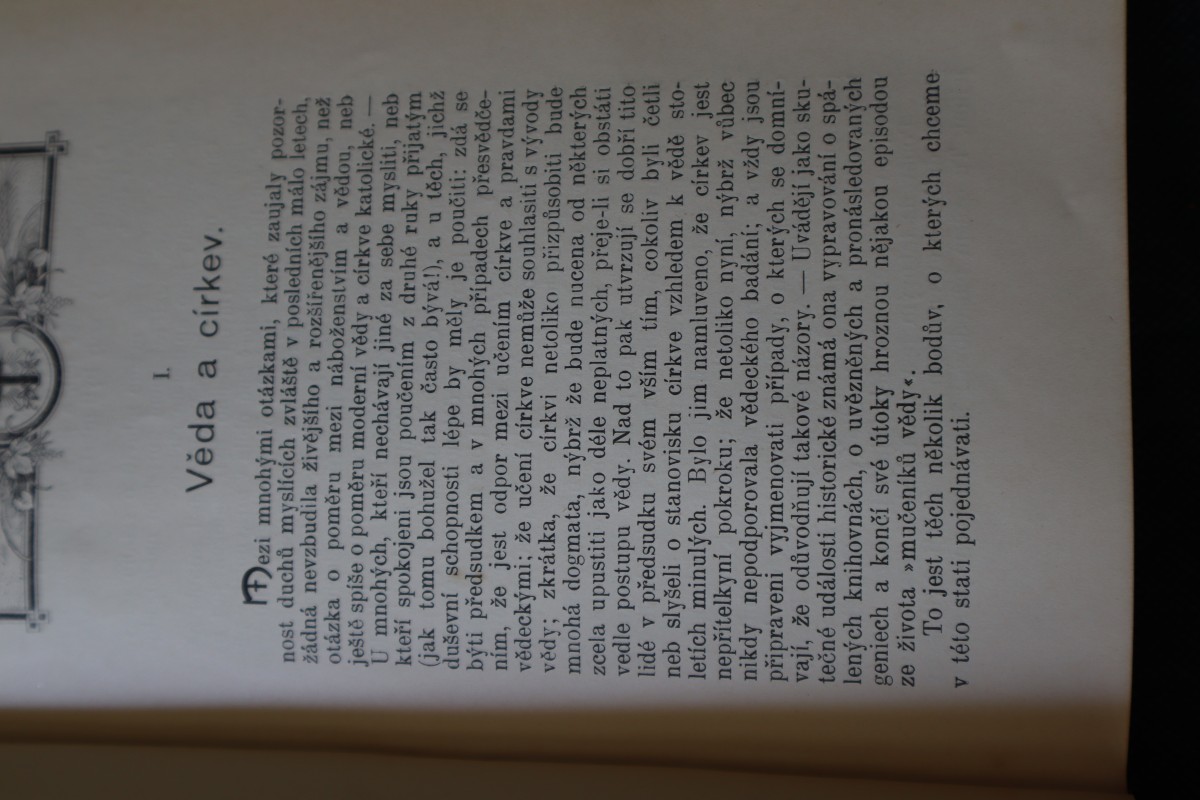 I.
Věda a církev.
Mezi mnohými otázkami, které zaujaly pozor-
nost duchů myslících zvláště v posledních málo letech,
žádná nevzbudila živějšího a rozšířenějšího zájmu, než
otázka o poměru mezi náboženstvím a vědou, neb
ještě spíše o poměru moderní vědy a církve katolické. —
U mnohých, kteří nechávají jiné za sebe mysliti, neb
kteří spokojeni jsou poučením z druhé ruky přijatým
(jak tomu bohužel tak často bývá!), a u těch, jichž
duševní schopnosti lépe by měly je poučiti; zdá se
býti předsudkem a v mnohých případech přesvědče-
ním, že jest odpor mezi učením církve a pravdami
vědeckými; že učení církve nemůže souhlasiti s vývody
vědy; zkrátka, že církvi netoliko přizpůsobiti bude
mnohá dogmata, nýbrž že bude nucena od některých
zcela upustiti jako déle neplatných, přeje-li si obstáti
vedle postupu vědy. Nad to pak utvrzují se dobří tito
lidé v předsudku svém vším tím, cokoliv byli četli
neb slyšeli o stanovisku církve vzhledem k vědě sto-
letích minulých. Bylo jim namluveno, že církev jest
nepřítelkyní pokroku; že netoliko nyní, nýbrž vůbec
nikdy nepodporovala vědeckého badání; a vždy jsou
připraveni vyjmenovati případy, o kterých se domní-
vají, že odůvodňují takové názory. — Uvádějí jako sku-
tečné události historické známá ona vypravování o spá-
lených knihovnách, o uvězněných a pronásledovaných
geniech a končí své útoky hroznou nějakou episodou
ze života »mučeníků vědy«.
To jest těch několik bodův, o kterých chceme
v této stati pojednávati.